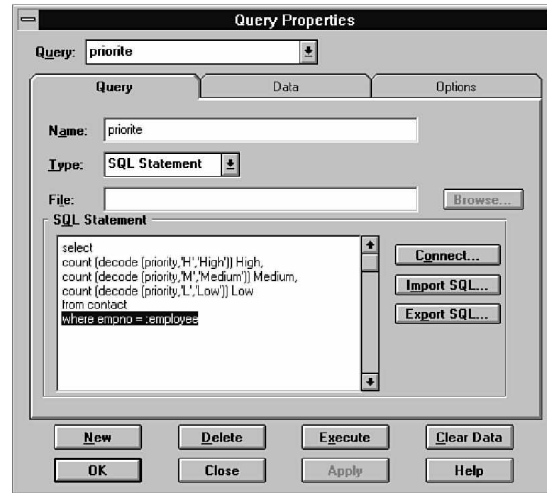 Query Properties
Query: priorite
Query Data Options
Name: priorite
Type: SQL Statement
File: Browse...
SQL Statement
select
count (decode (priority,'H','High')) High,
count (decode (priority,'M','Medium')) Medium,
count (decode (priority,'L','Low')) Low
from contact
where empno = :employee
Connect...
Import SQL...
Export SQL...
New Delete Execute Clear Data
OK Close Apply Help